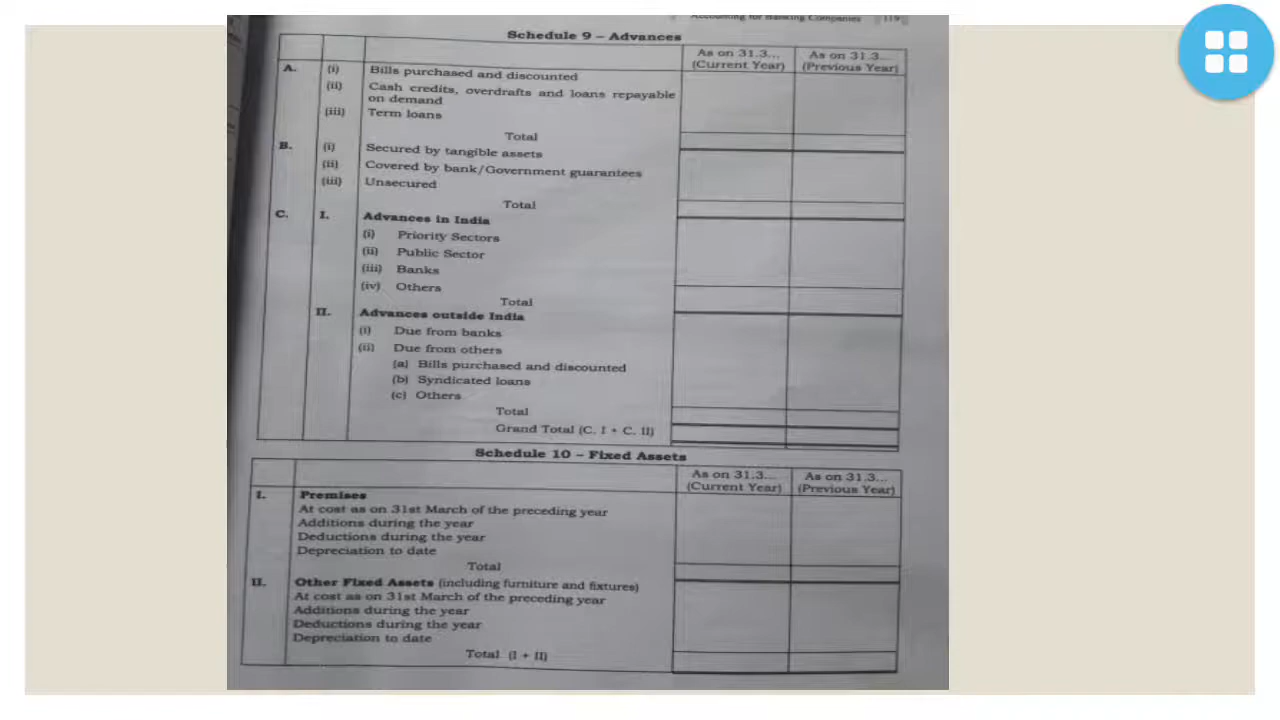 Accounting for Banking Companies 119
Schedule 9 – Advances
As on 31.3... As on 31.3...
(Current Year) (Previous Year)
A. (i) Bills purchased and discounted
(ii) Cash credits, overdrafts and loans repayable
on demand
(iii) Term loans
Total
B. (i) Secured by tangible assets
(ii) Covered by bank/Government guarantees
(iii) Unsecured
Total
C. I. Advances in India
(i) Priority Sectors
(ii) Public Sector
(iii) Banks
(iv) Others
Total
II. Advances outside India
(i) Due from banks
(ii) Due from others
(a) Bills purchased and discounted
(b) Syndicated loans
(c) Others
Total
Grand Total (C. I + C. II)
Schedule 10 – Fixed Assets
As on 31.3... As on 31.3...
(Current Year) (Previous Year)
I. Premises
At cost as on 31st March of the preceding year
Additions during the year
Deductions during the year
Depreciation to date
Total
II. Other Fixed Assets (including furniture and fixtures)
At cost as on 31st March of the preceding year
Additions during the year
Deductions during the year
Depreciation to date
Total (I + II)